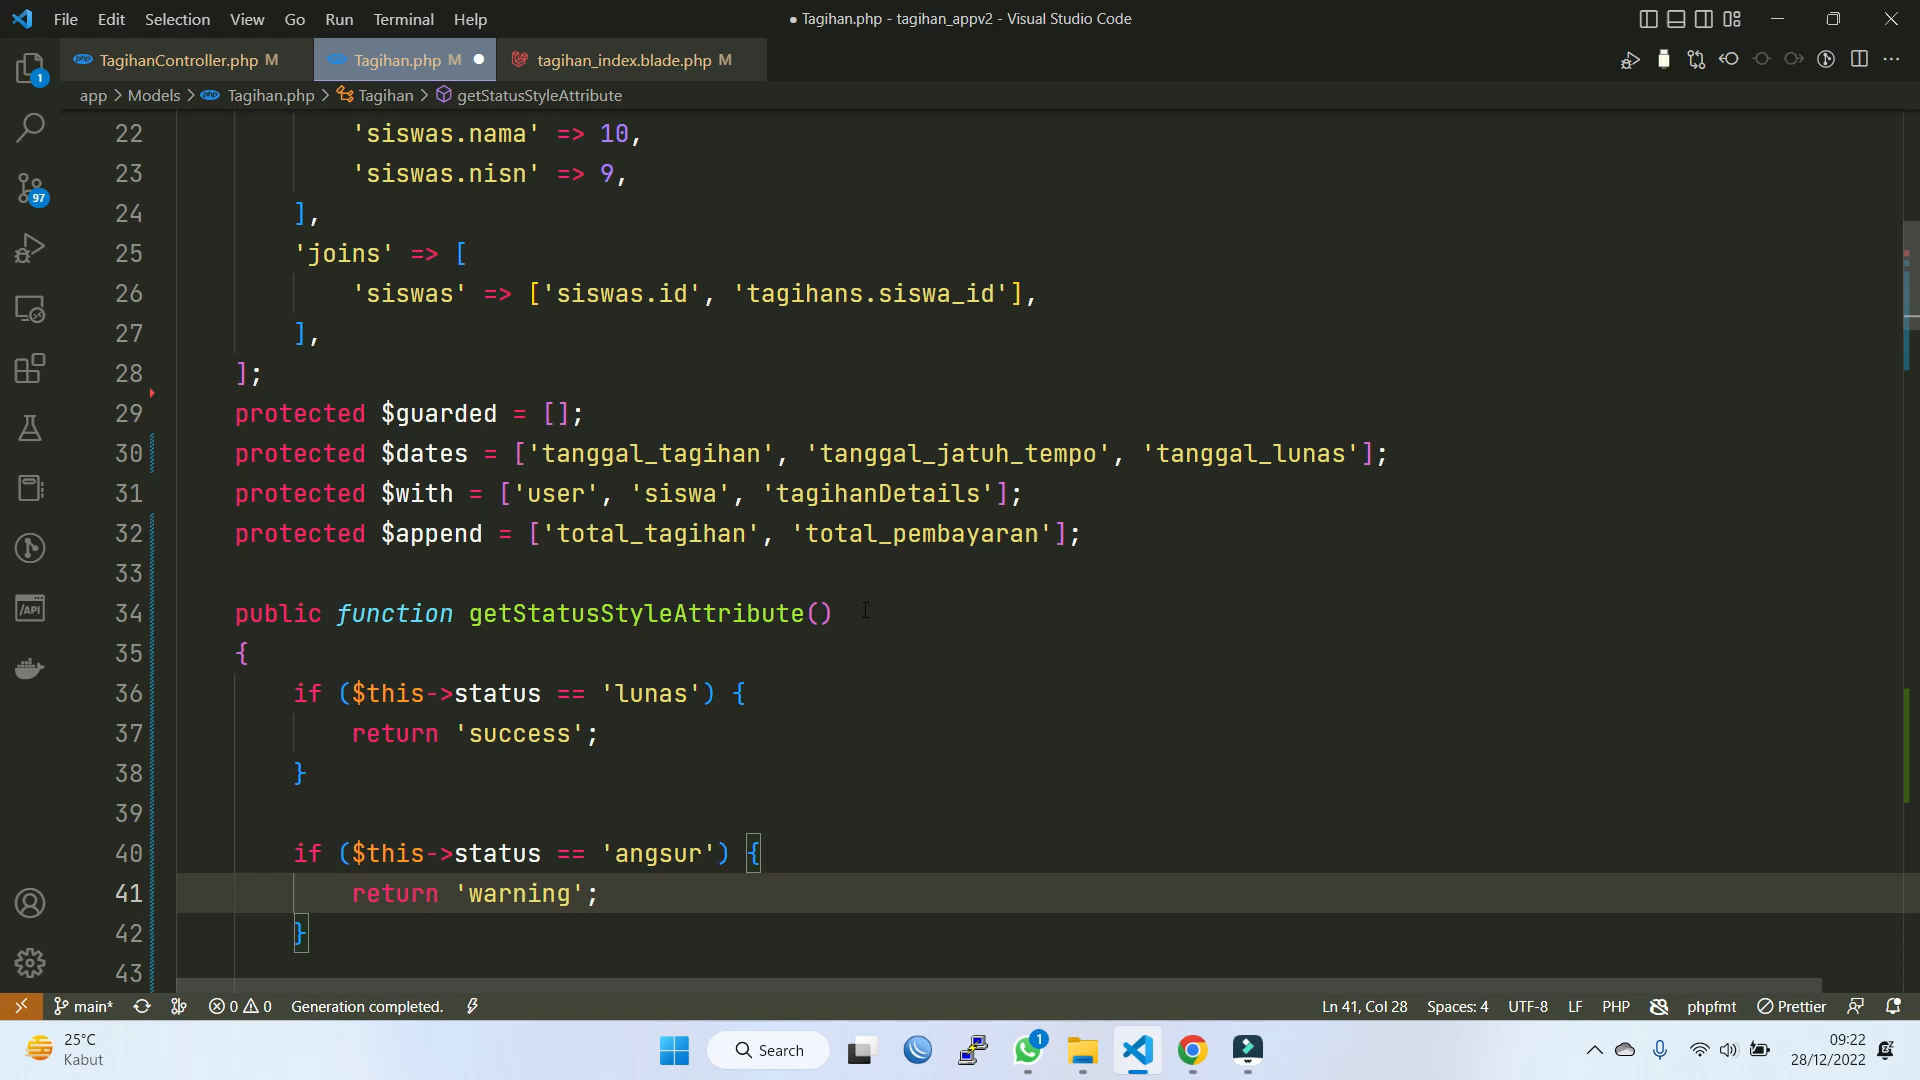 File Edit Selection View Go Run Terminal Help
● Tagihan.php - tagihan_appv2 - Visual Studio Code
TagihanController.php M
Tagihan.php M
tagihan_index.blade.php M
app > Models > Tagihan.php > Tagihan > getStatusStyleAttribute
22 'siswas.nama' => 10,
23 'siswas.nisn' => 9,
24 ],
25 'joins' => [
26 'siswas' => ['siswas.id', 'tagihans.siswa_id'],
27 ],
28 ];
29 protected $guarded = [];
30 protected $dates = ['tanggal_tagihan', 'tanggal_jatuh_tempo', 'tanggal_lunas'];
31 protected $with = ['user', 'siswa', 'tagihanDetails'];
32 protected $append = ['total_tagihan', 'total_pembayaran'];
33
34 public function getStatusStyleAttribute()
35 {
36 if ($this->status == 'lunas') {
37 return 'success';
38 }
39
40 if ($this->status == 'angsur') {
41 return 'warning';
42 }
43
1
97
/API
main* 0 0 Generation completed.
Ln 41, Col 28 Spaces: 4 UTF-8 LF PHP phpfmt Prettier
25°C
Kabut
Search
1
09:22
28/12/2022